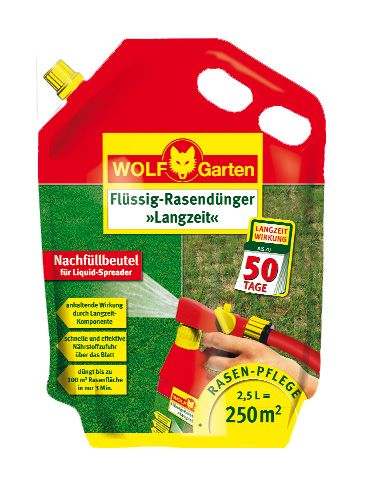 WOLF Garten
Flüssig-Rasendünger
»Langzeit«
LANGZEIT
WIRKUNG
BIS ZU
50
TAGE
Nachfüllbeutel
für Liquid-Spreader
anhaltende Wirkung
durch Langzeit-
Komponente
schnelle und effektive
Nährstoffzufuhr
über das Blatt
düngt bis zu
100 m² Rasenfläche
in nur 3 Min.
RASEN-PFLEGE
2,5 L =
250 m²